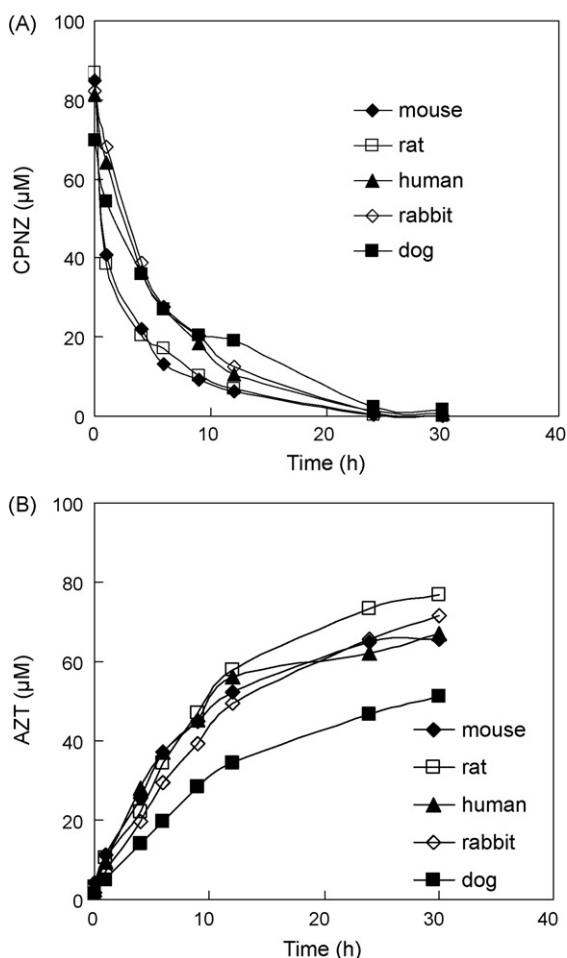 (A)
100
80
60
40
20
0
CPNZ (µM)
mouse
rat
human
rabbit
dog
0 10 20 30 40
Time (h)
(B)
100
80
60
40
20
0
AZT (µM)
mouse
rat
human
rabbit
dog
0 10 20 30 40
Time (h)